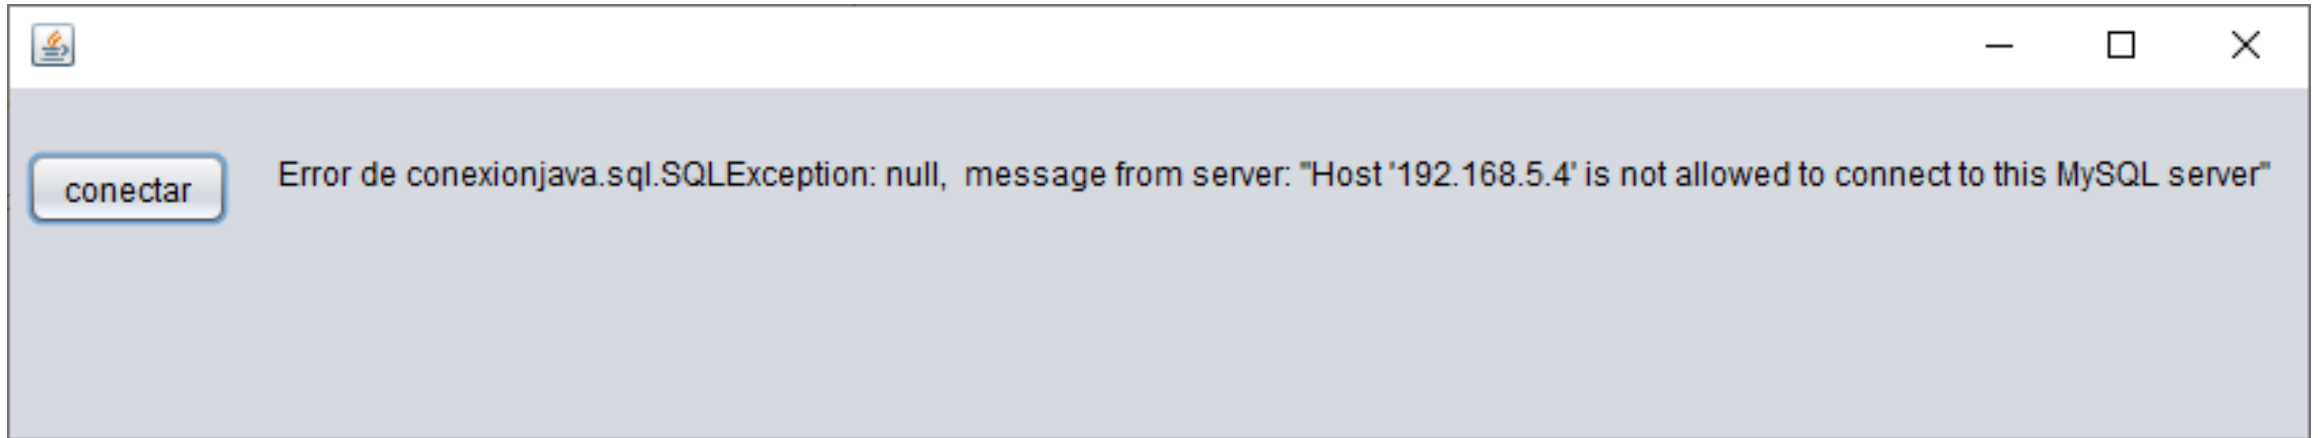 Error de conexionjava.sql.SQLException: null,  message from server: "Host '192.168.5.4' is not allowed to connect to this MySQL server"
conectar